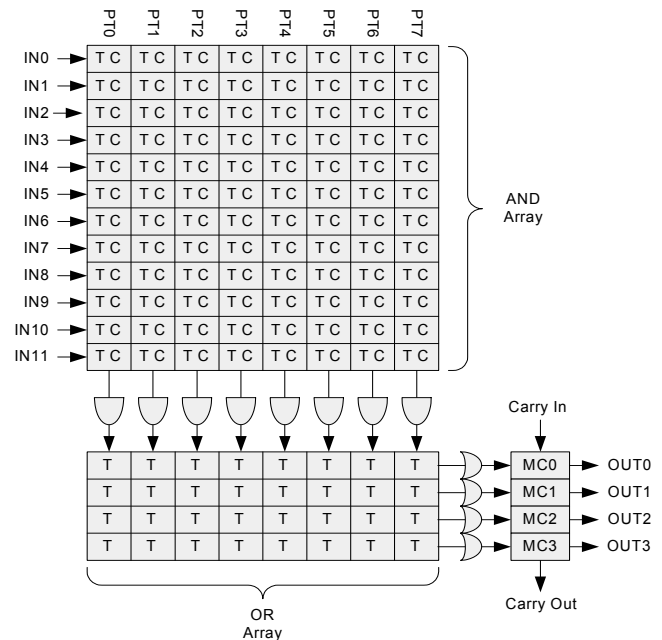 PT0 PT1 PT2 PT3 PT4 PT5 PT6 PT7
IN0 T C T C T C T C T C T C T C T C
IN1 T C T C T C T C T C T C T C T C
IN2 T C T C T C T C T C T C T C T C
IN3 T C T C T C T C T C T C T C T C
IN4 T C T C T C T C T C T C T C T C
IN5 T C T C T C T C T C T C T C T C
IN6 T C T C T C T C T C T C T C T C
IN7 T C T C T C T C T C T C T C T C
IN8 T C T C T C T C T C T C T C T C
IN9 T C T C T C T C T C T C T C T C
IN10 T C T C T C T C T C T C T C T C
IN11 T C T C T C T C T C T C T C T C
AND
Array
Carry In
T T T T T T T T MC0 OUT0
T T T T T T T T MC1 OUT1
T T T T T T T T MC2 OUT2
T T T T T T T T MC3 OUT3
Carry Out
OR
Array